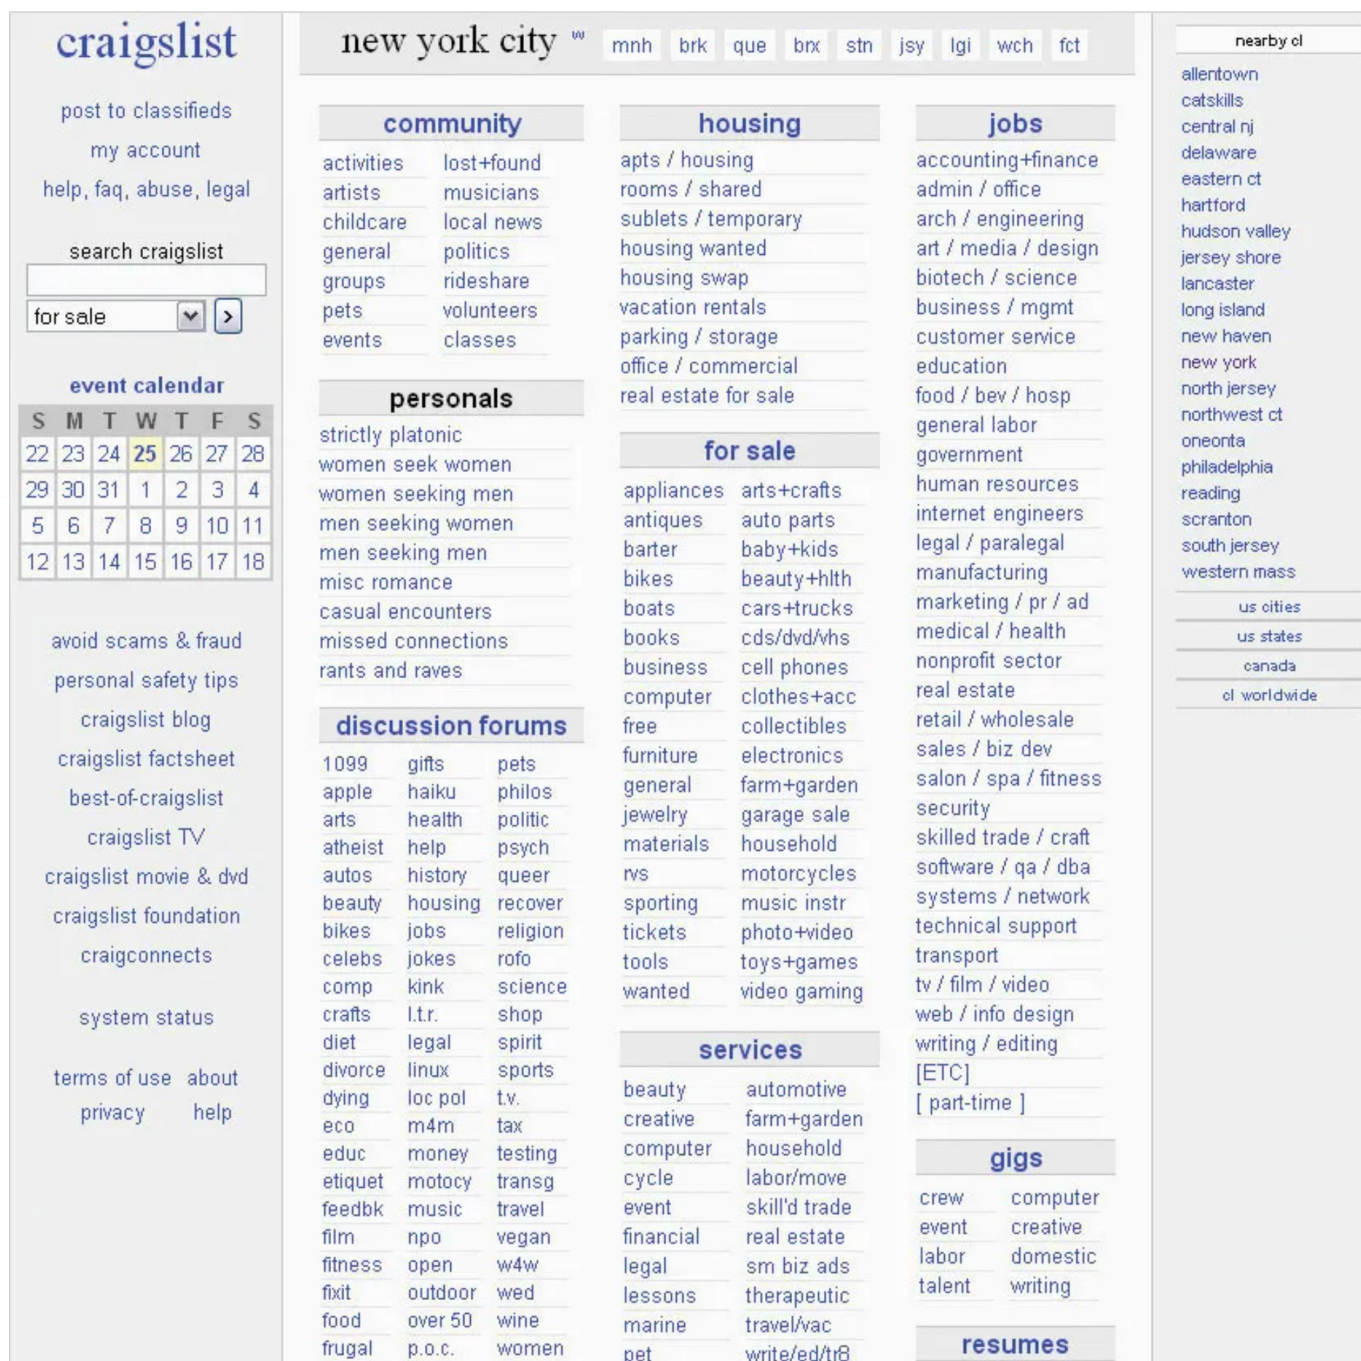 craigslist
post to classifieds
my account
help, faq, abuse, legal
search craigslist
for sale >
event calendar
S M T W T F S
22 23 24 25 26 27 28
29 30 31 1 2 3 4
5 6 7 8 9 10 11
12 13 14 15 16 17 18
avoid scams & fraud
personal safety tips
craigslist blog
craigslist factsheet
best-of-craigslist
craigslist TV
craigslist movie & dvd
craigslist foundation
craigconnects
system status
terms of use about
privacy help
new york city w mnh brk que brx stn jsy lgi wch fct
community
activities lost+found
artists musicians
childcare local news
general politics
groups rideshare
pets volunteers
events classes
personals
strictly platonic
women seek women
women seeking men
men seeking women
men seeking men
misc romance
casual encounters
missed connections
rants and raves
discussion forums
1099 gifts pets
apple haiku philos
arts health politic
atheist help psych
autos history queer
beauty housing recover
bikes jobs religion
celebs jokes rofo
comp kink science
crafts l.t.r. shop
diet legal spirit
divorce linux sports
dying loc pol t.v.
eco m4m tax
educ money testing
etiquet motocy transg
feedbk music travel
film npo vegan
fitness open w4w
fixit outdoor wed
food over 50 wine
frugal p.o.c. women
housing
apts / housing
rooms / shared
sublets / temporary
housing wanted
housing swap
vacation rentals
parking / storage
office / commercial
real estate for sale
for sale
appliances arts+crafts
antiques auto parts
barter baby+kids
bikes beauty+hlth
boats cars+trucks
books cds/dvd/vhs
business cell phones
computer clothes+acc
free collectibles
furniture electronics
general farm+garden
jewelry garage sale
materials household
rvs motorcycles
sporting music instr
tickets photo+video
tools toys+games
wanted video gaming
services
beauty automotive
creative farm+garden
computer household
cycle labor/move
event skill'd trade
financial real estate
legal sm biz ads
lessons therapeutic
marine travel/vac
pet write/ed/tr8
jobs
accounting+finance
admin / office
arch / engineering
art / media / design
biotech / science
business / mgmt
customer service
education
food / bev / hosp
general labor
government
human resources
internet engineers
legal / paralegal
manufacturing
marketing / pr / ad
medical / health
nonprofit sector
real estate
retail / wholesale
sales / biz dev
salon / spa / fitness
security
skilled trade / craft
software / qa / dba
systems / network
technical support
transport
tv / film / video
web / info design
writing / editing
[ETC]
[ part-time ]
gigs
crew computer
event creative
labor domestic
talent writing
resumes
nearby cl
allentown
catskills
central nj
delaware
eastern ct
hartford
hudson valley
jersey shore
lancaster
long island
new haven
new york
north jersey
northwest ct
oneonta
philadelphia
reading
scranton
south jersey
western mass
us cities
us states
canada
cl worldwide